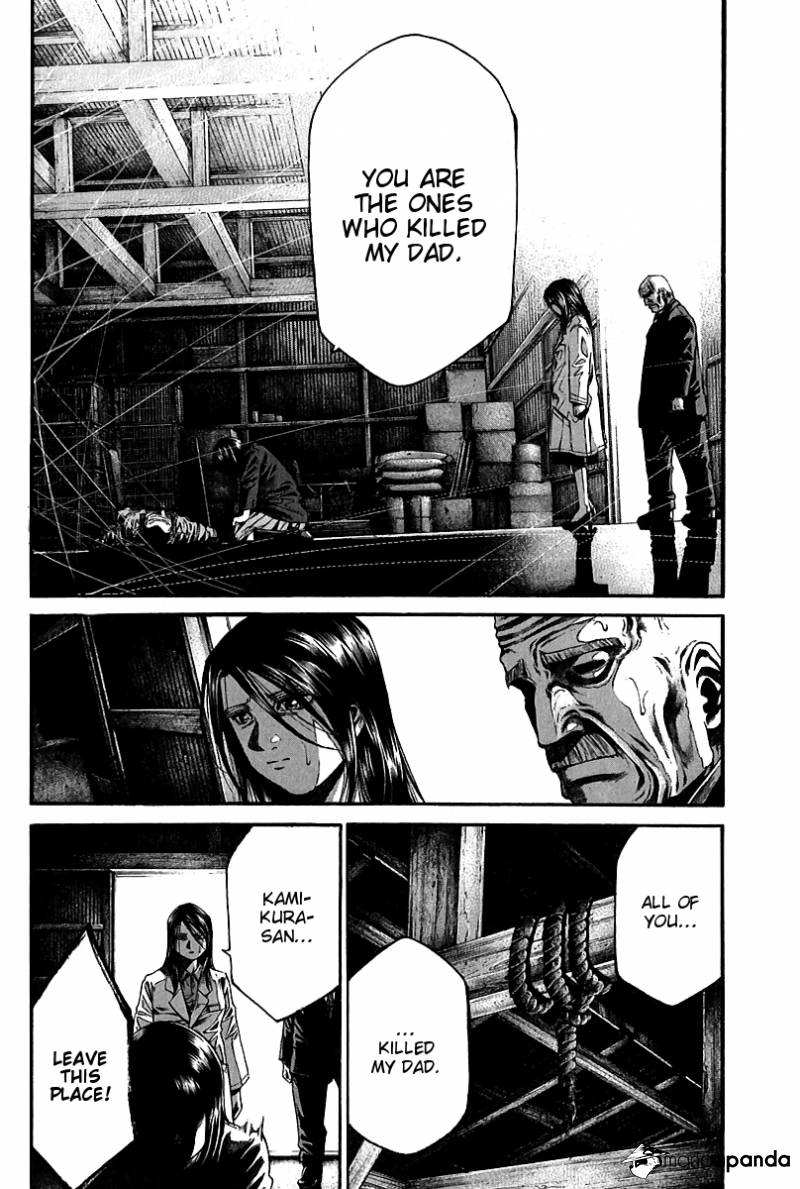 YOU ARE
THE ONES
WHO KILLED
MY DAD.
ALL OF
YOU...
...
KILLED
MY DAD.
KAMI-
KURA-
SAN...
LEAVE
THIS
PLACE!
mangapanda